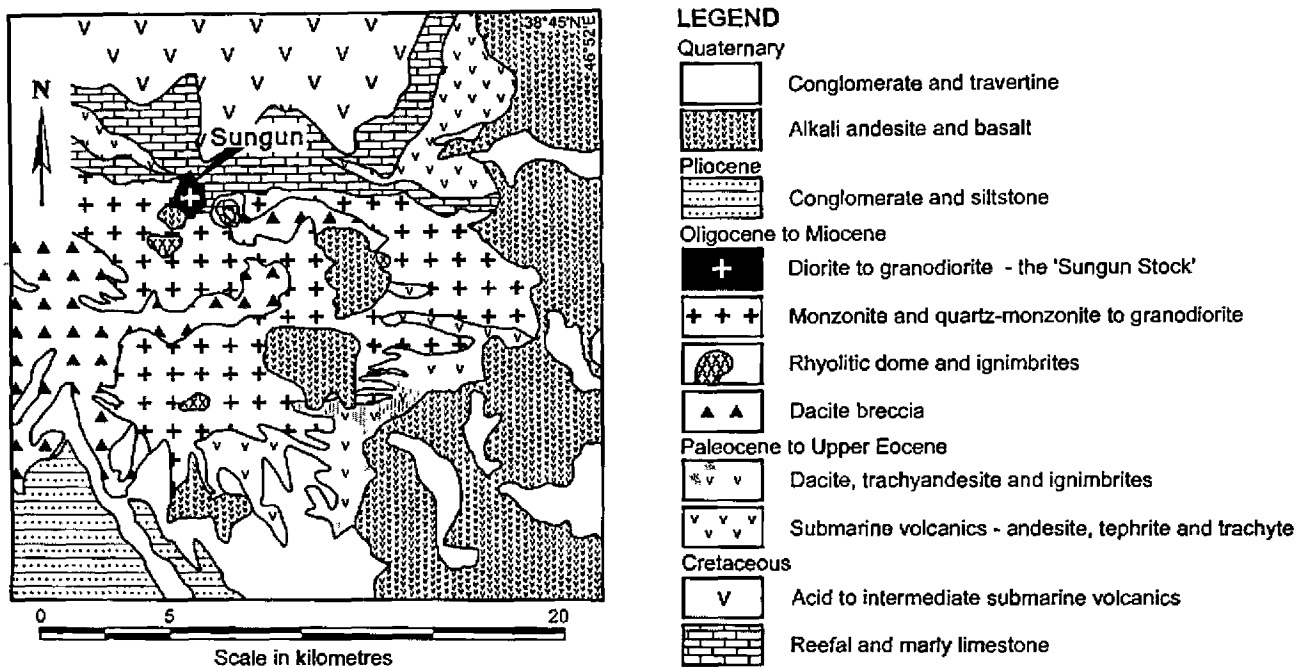 38°45'N
46°52'E
N
Sungun
0 5 20
Scale in kilometres
LEGEND
Quaternary
Conglomerate and travertine
Alkali andesite and basalt
Pliocene
Conglomerate and siltstone
Oligocene to Miocene
Diorite to granodiorite - the 'Sungun Stock'
Monzonite and quartz-monzonite to granodiorite
Rhyolitic dome and ignimbrites
Dacite breccia
Paleocene to Upper Eocene
Dacite, trachyandesite and ignimbrites
Submarine volcanics - andesite, tephrite and trachyte
Cretaceous
Acid to intermediate submarine volcanics
Reefal and marly limestone